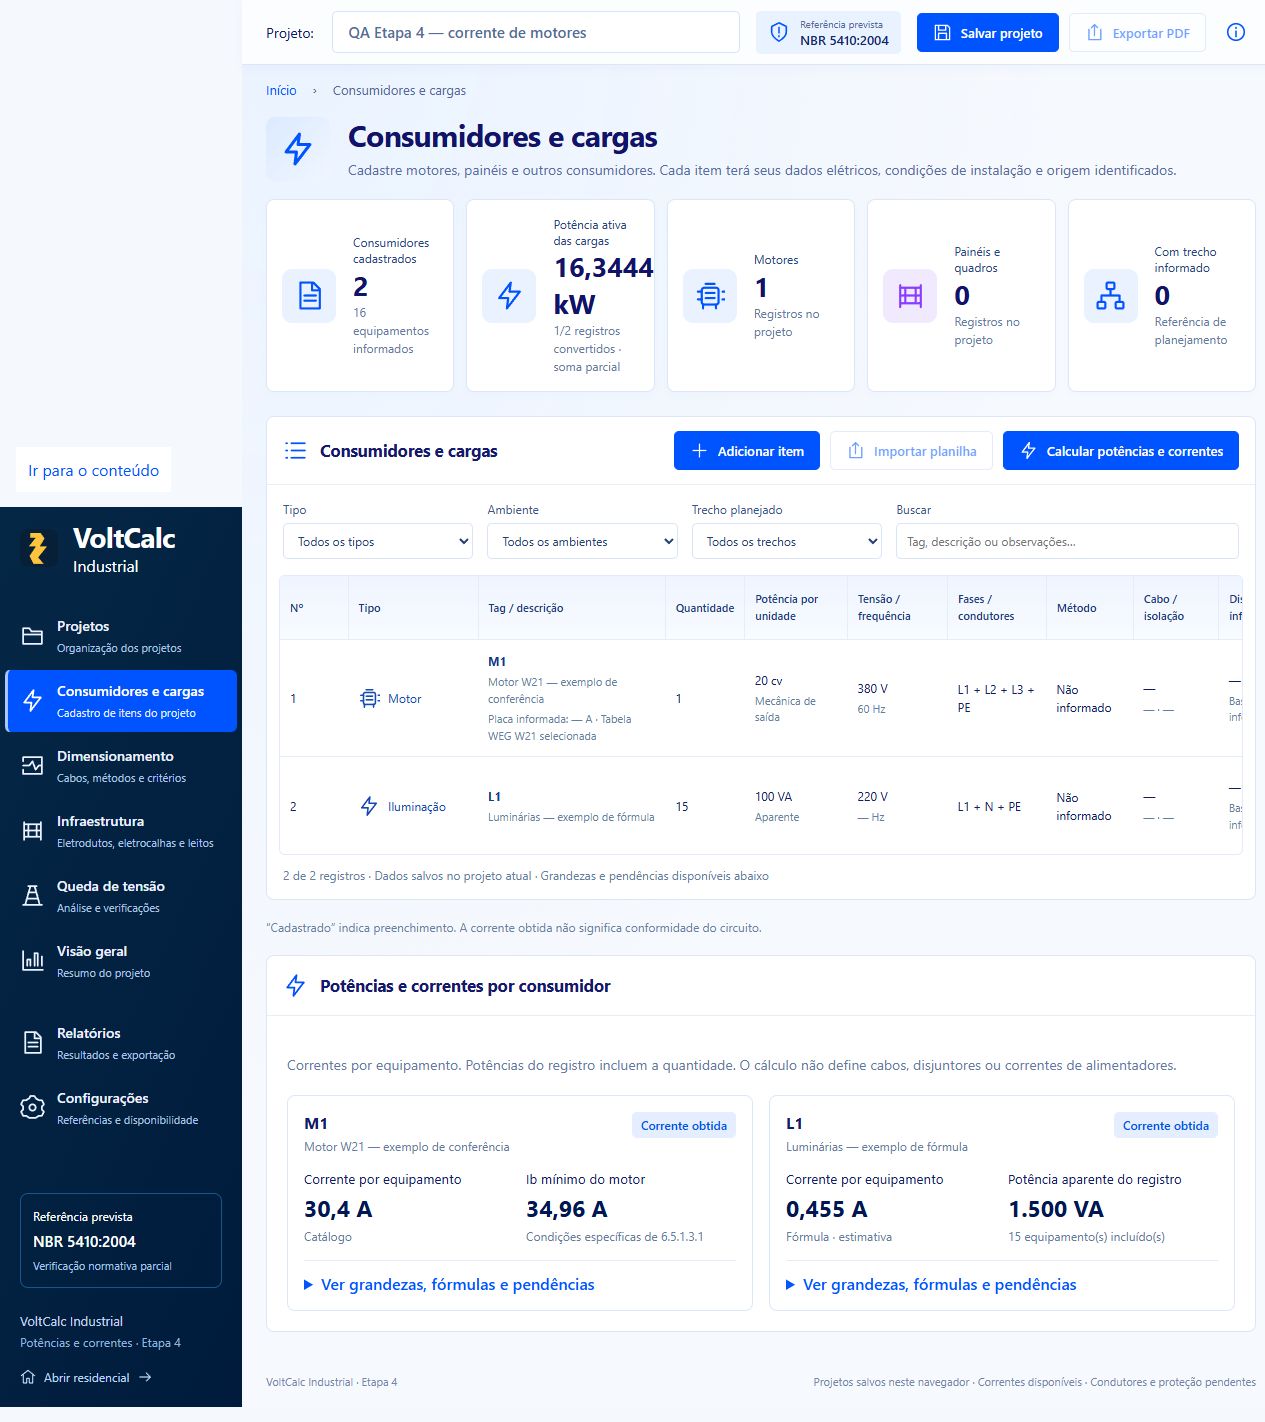 Projeto:
QA Etapa 4 — corrente de motores
Referência prevista
NBR 5410:2004
Salvar projeto
Exportar PDF
Início
›
Consumidores e cargas
Consumidores e cargas
Cadastre motores, painéis e outros consumidores. Cada item terá seus dados elétricos, condições de instalação e origem identificados.
Consumidores
cadastrados
2
16
equipamentos
informados
Potência ativa
das cargas
16,3444
kW
1/2 registros
convertidos ·
soma parcial
Motores
1
Registros no
projeto
Painéis e
quadros
0
Registros no
projeto
Com trecho
informado
0
Referência de
planejamento
Ir para o conteúdo
VoltCalc
Industrial
Projetos
Organização dos projetos
Consumidores e cargas
Cadastro de itens do projeto
Dimensionamento
Cabos, métodos e critérios
Infraestrutura
Eletrodutos, eletrocalhas e leitos
Queda de tensão
Análise e verificações
Visão geral
Resumo do projeto
Relatórios
Resultados e exportação
Configurações
Referências e disponibilidade
Referência prevista
NBR 5410:2004
Verificação normativa parcial
VoltCalc Industrial
Potências e correntes · Etapa 4
Abrir residencial
Consumidores e cargas
Adicionar item
Importar planilha
Calcular potências e correntes
Tipo
Ambiente
Trecho planejado
Buscar
Todos os tipos
Todos os ambientes
Todos os trechos
Tag, descrição ou observações...
Nº
Tipo
Tag / descrição
Quantidade
Potência por
unidade
Tensão /
frequência
Fases /
condutores
Método
Cabo /
isolação
1
Motor
M1
Motor W21 — exemplo de
conferência
Placa informada: — A · Tabela
WEG W21 selecionada
1
20 cv
Mecânica de
saída
380 V
60 Hz
L1 + L2 + L3 +
PE
Não
informado
—
— · —
—
2
Iluminação
L1
Luminárias — exemplo de fórmula
15
100 VA
Aparente
220 V
— Hz
L1 + N + PE
Não
informado
—
— · —
—
2 de 2 registros · Dados salvos no projeto atual · Grandezas e pendências disponíveis abaixo
"Cadastrado" indica preenchimento. A corrente obtida não significa conformidade do circuito.
Potências e correntes por consumidor
Correntes por equipamento. Potências do registro incluem a quantidade. O cálculo não define cabos, disjuntores ou correntes de alimentadores.
M1
Corrente obtida
Motor W21 — exemplo de conferência
Corrente por equipamento
30,4 A
Catálogo
Ib mínimo do motor
34,96 A
Condições específicas de 6.5.1.3.1
Ver grandezas, fórmulas e pendências
L1
Corrente obtida
Luminárias — exemplo de fórmula
Corrente por equipamento
0,455 A
Fórmula · estimativa
Potência aparente do registro
1.500 VA
15 equipamento(s) incluído(s)
Ver grandezas, fórmulas e pendências
VoltCalc Industrial · Etapa 4
Projetos salvos neste navegador · Correntes disponíveis · Condutores e proteção pendentes